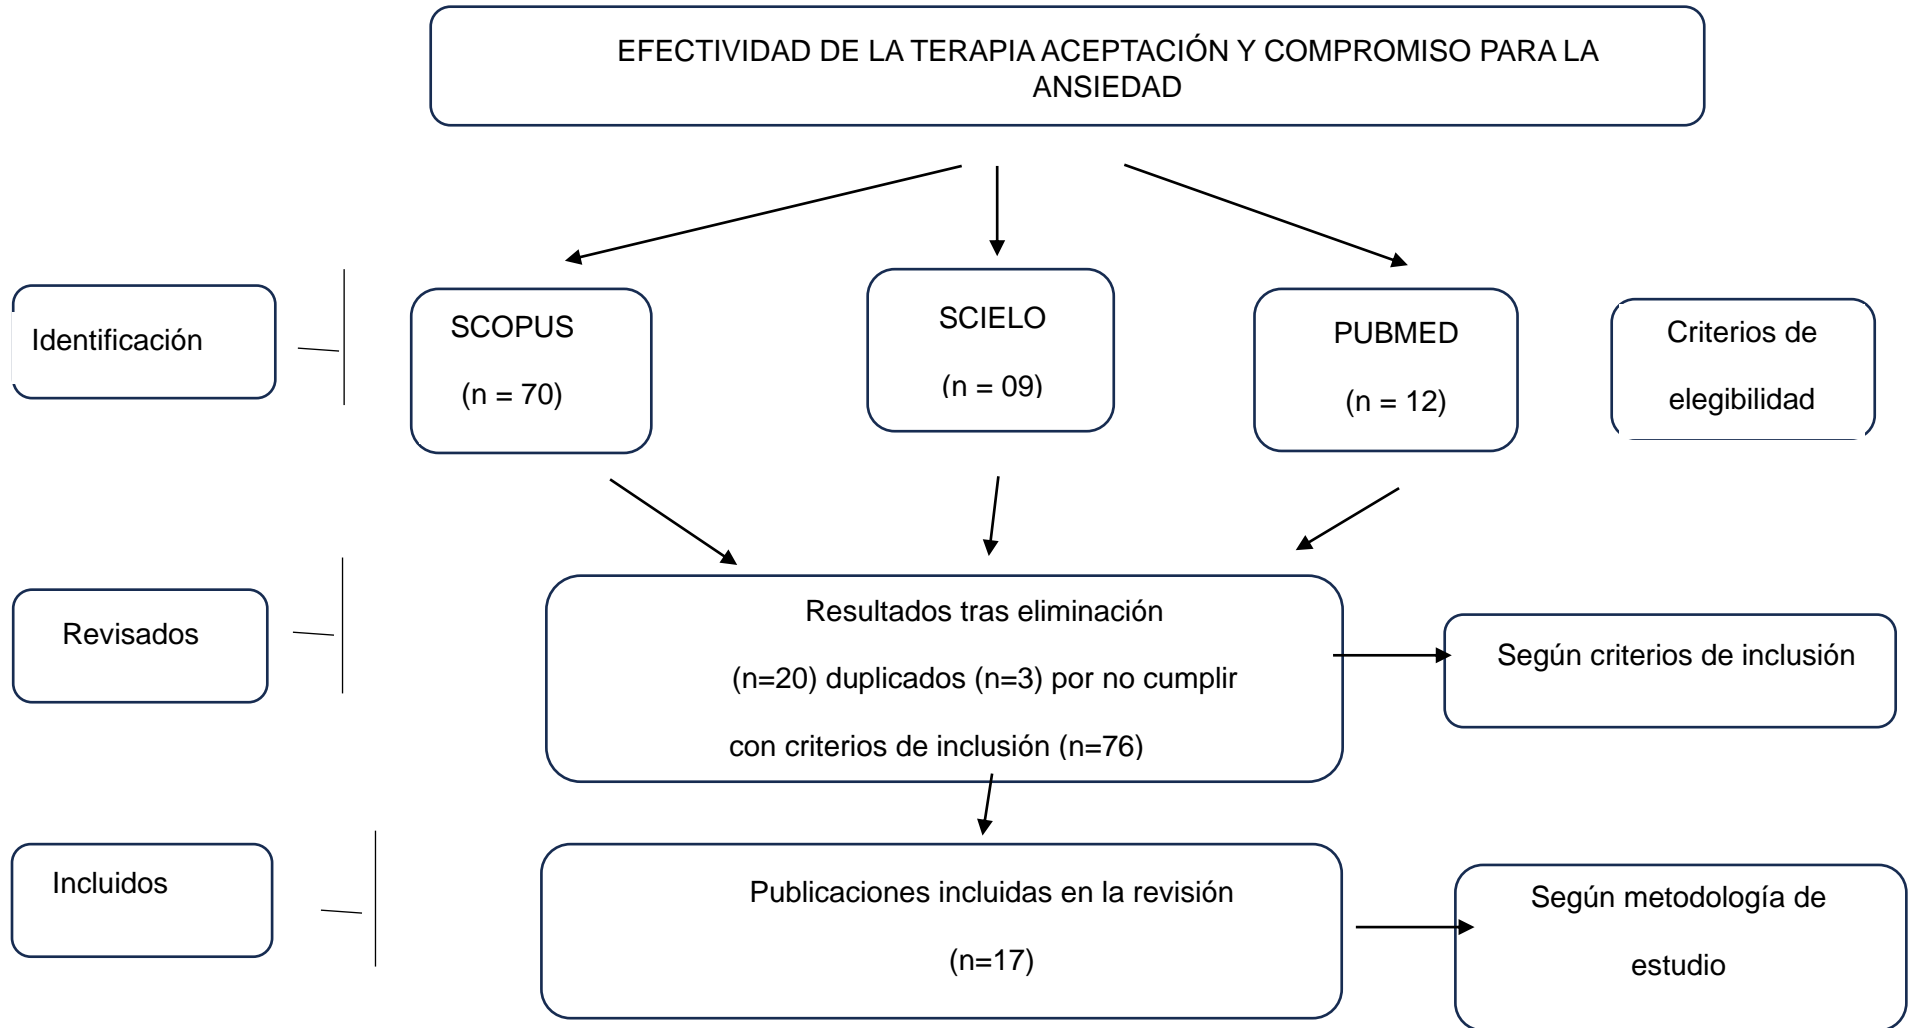 EFECTIVIDAD DE LA TERAPIA ACEPTACIÓN Y COMPROMISO PARA LA
ANSIEDAD
Identificación
SCOPUS
(n = 70)
SCIELO
(n = 09)
PUBMED
(n = 12)
Criterios de
elegibilidad
Revisados
Resultados tras eliminación
(n=20) duplicados (n=3) por no cumplir
con criterios de inclusión (n=76)
Según criterios de inclusión
Incluidos
Publicaciones incluidas en la revisión
(n=17)
Según metodología de
estudio